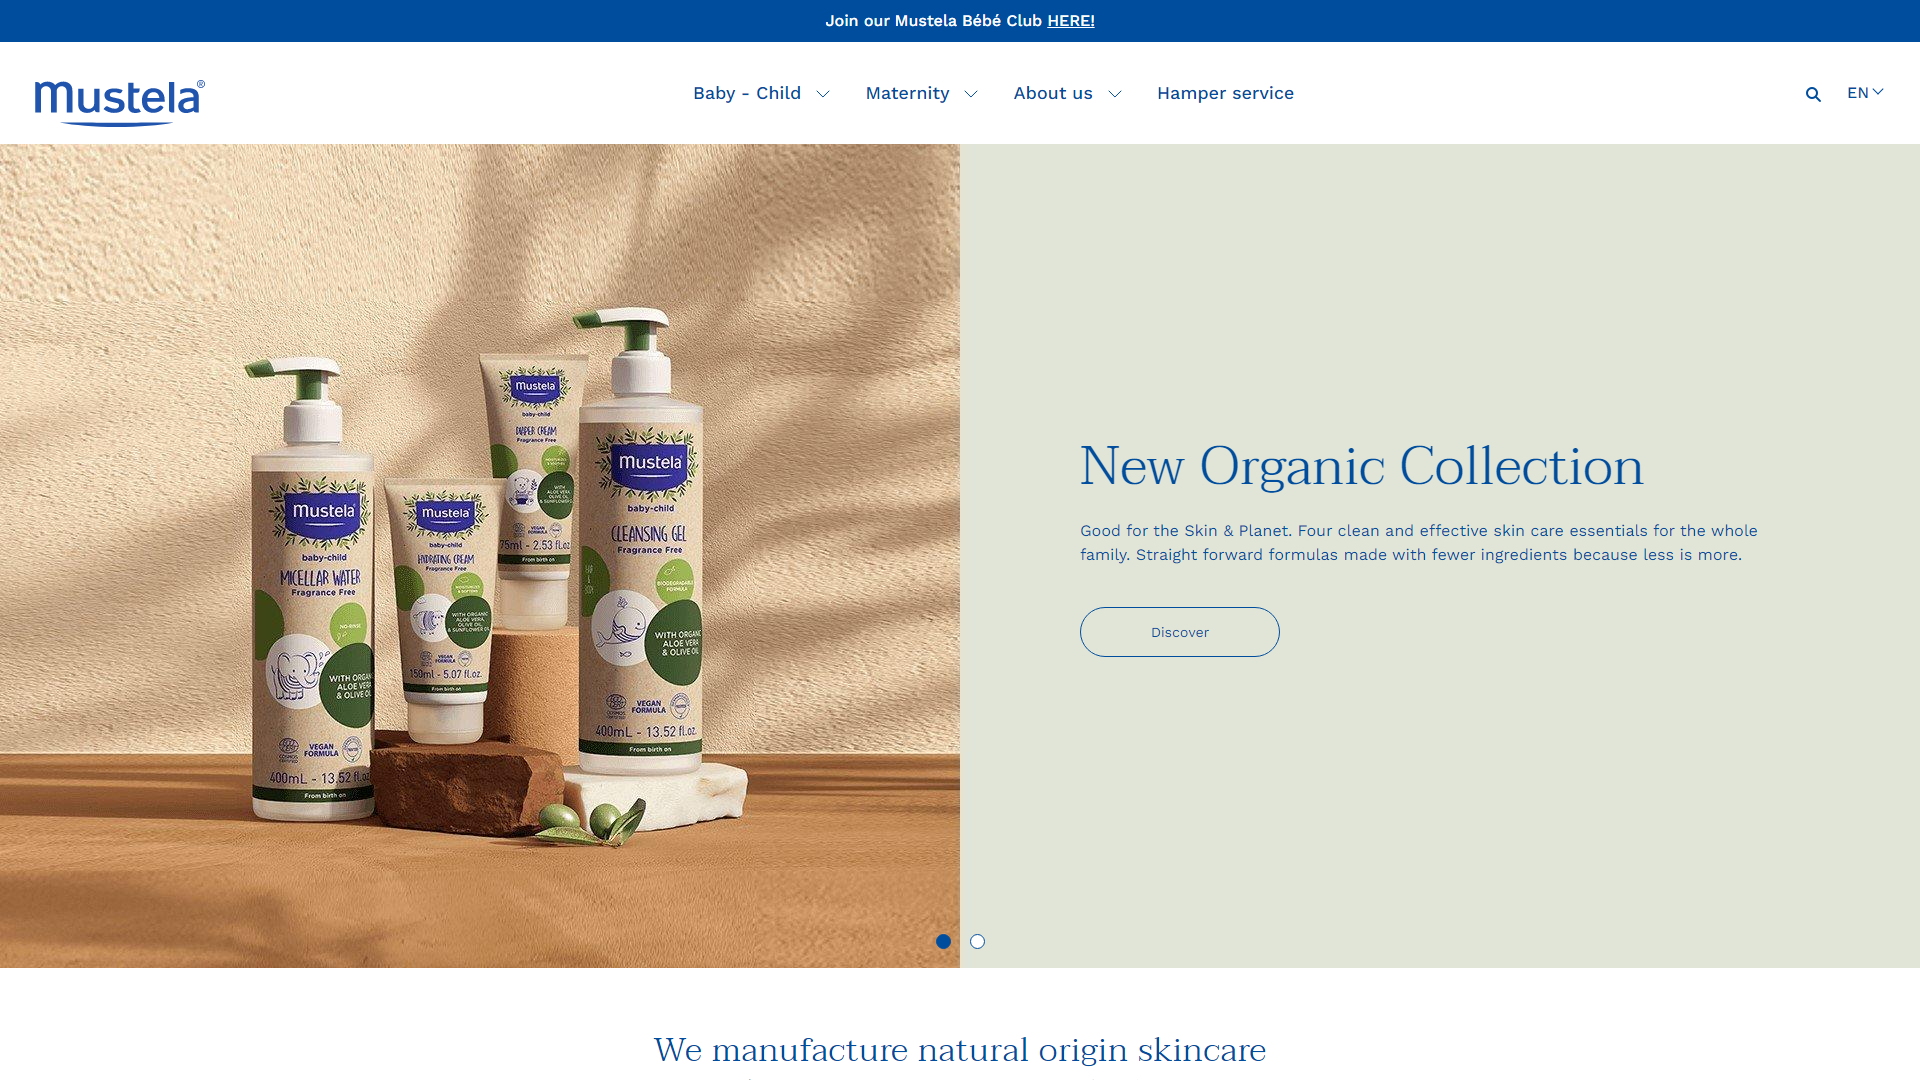 Join our Mustela Bébé Club HERE!
mustela®
Baby - Child
Maternity
About us
Hamper service
EN
mustela
baby-child
MICELLAR WATER
Fragrance Free
NO-RINSE
WITH ORGANIC
ALOE VERA
& OLIVE OIL
VEGAN
FORMULA
400mL - 13.52 fl.oz
From birth on
mustela
baby-child
HYDRATING CREAM
Fragrance Free
WITH ORGANIC
ALOE VERA,
OLIVE OIL
& SUNFLOWER OIL
VEGAN
FORMULA
150ml - 5.07 fl.oz.
From birth on
mustela
baby-child
DIAPER CREAM
Fragrance Free
WITH
ALOE VERA,
OLIVE OIL
& SUNFLOWER
VEGAN
FORMULA
75ml - 2.53 fl.oz
From birth on
mustela
baby-child
CLEANSING GEL
Fragrance Free
HAIR
&
BODY
BIODEGRADABLE
FORMULA
WITH ORGANIC
ALOE VERA
& OLIVE OIL
COSMOS
VEGAN
FORMULA
400mL - 13.52 fl.oz.
From birth on
New Organic Collection
Good for the Skin & Planet. Four clean and effective skin care essentials for the whole
family. Straight forward formulas made with fewer ingredients because less is more.
Discover
We manufacture natural origin skincare